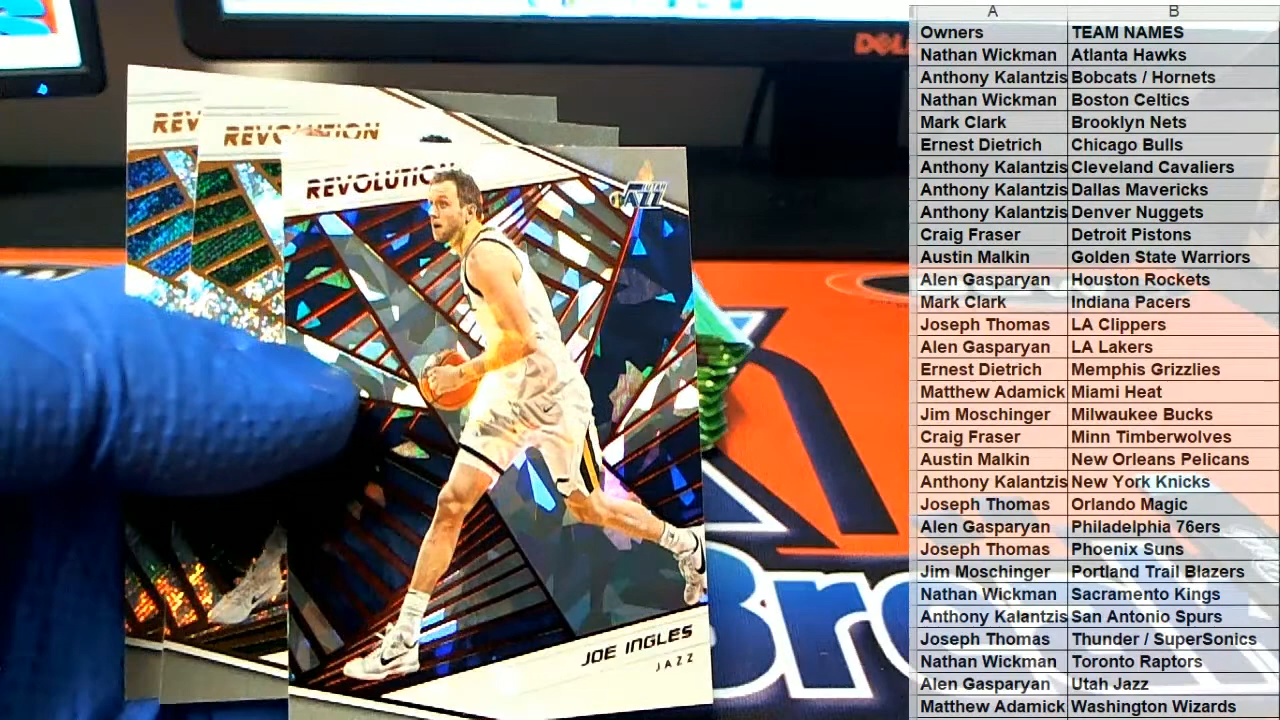 DELL
REV
REVOLUTION
REVOLUTION
UTAH
JAZZ
JOE INGLES
JAZZ
Bre
A B
Owners TEAM NAMES
Nathan Wickman Atlanta Hawks
Anthony Kalantzis Bobcats / Hornets
Nathan Wickman Boston Celtics
Mark Clark Brooklyn Nets
Ernest Dietrich Chicago Bulls
Anthony Kalantzis Cleveland Cavaliers
Anthony Kalantzis Dallas Mavericks
Anthony Kalantzis Denver Nuggets
Craig Fraser Detroit Pistons
Austin Malkin Golden State Warriors
Alen Gasparyan Houston Rockets
Mark Clark Indiana Pacers
Joseph Thomas LA Clippers
Alen Gasparyan LA Lakers
Ernest Dietrich Memphis Grizzlies
Matthew Adamick Miami Heat
Jim Moschinger Milwaukee Bucks
Craig Fraser Minn Timberwolves
Austin Malkin New Orleans Pelicans
Anthony Kalantzis New York Knicks
Joseph Thomas Orlando Magic
Alen Gasparyan Philadelphia 76ers
Joseph Thomas Phoenix Suns
Jim Moschinger Portland Trail Blazers
Nathan Wickman Sacramento Kings
Anthony Kalantzis San Antonio Spurs
Joseph Thomas Thunder / SuperSonics
Nathan Wickman Toronto Raptors
Alen Gasparyan Utah Jazz
Matthew Adamick Washington Wizards